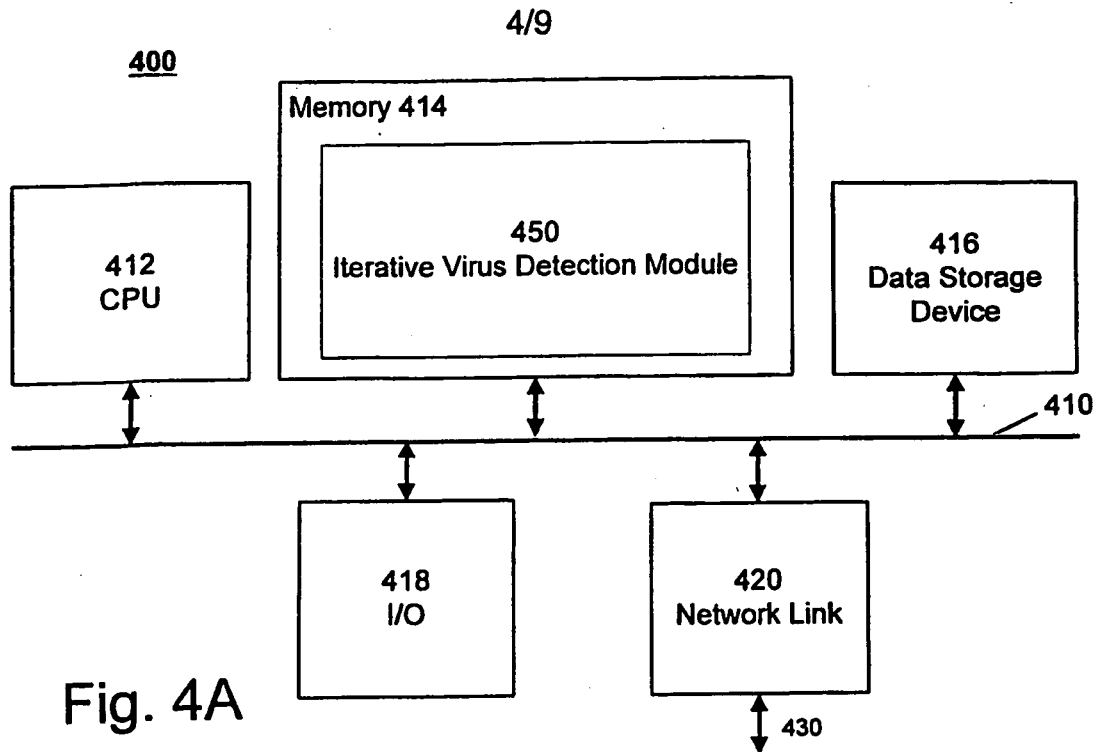 4/9
400
Memory 414
450
Iterative Virus Detection Module
412
CPU
416
Data Storage
Device
410
418
I/O
420
Network Link
430
Fig. 4A